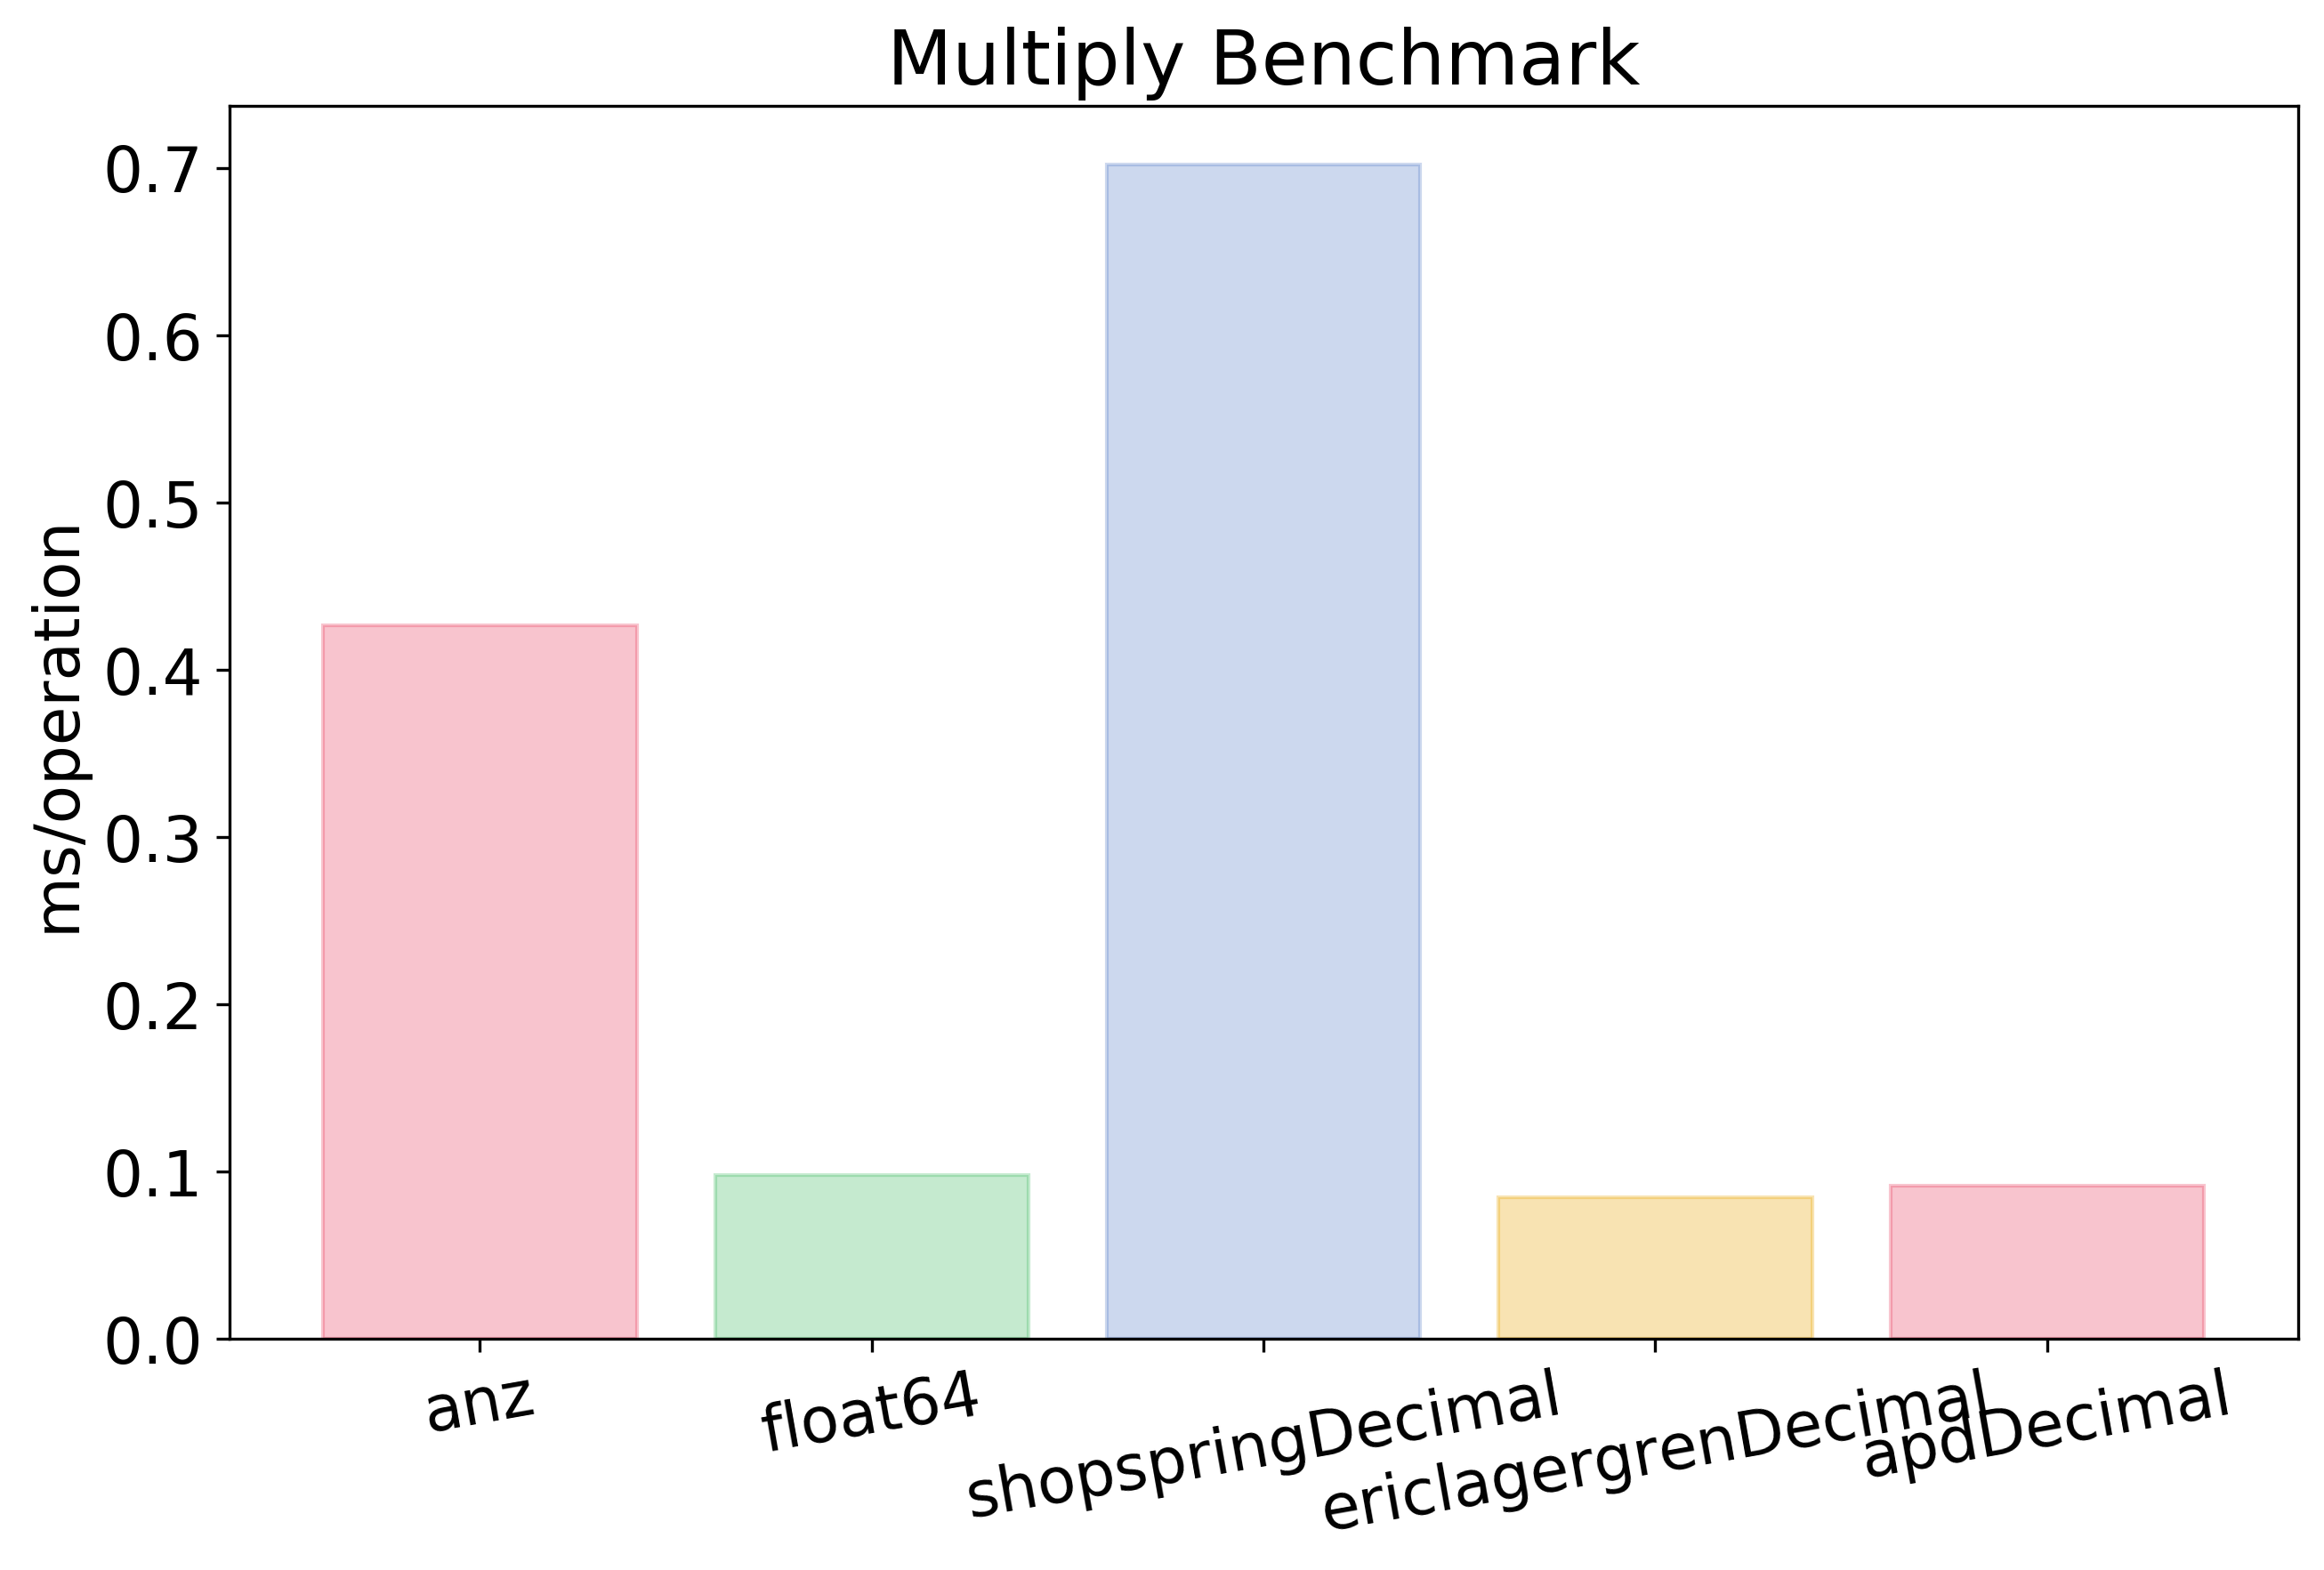 Multiply Benchmark
ms/operation
0.7
0.6
0.5
0.4
0.3
0.2
0.1
0.0
anz
float64
shopspringDecimal
ericlagergrenDecimal
apdDecimal